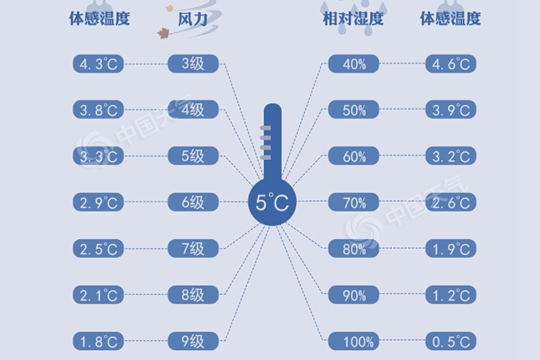 体感温度 风力 相对湿度 体感温度
4.3℃ 3级 40% 4.6℃
3.8℃ 4级 50% 3.9℃
3.3℃ 5级 60% 3.2℃
2.9℃ 6级 5℃ 70% 2.6℃
2.5℃ 7级 80% 1.9℃
2.1℃ 8级 90% 1.2℃
1.8℃ 9级 100% 0.5℃
中国天气
中国天气